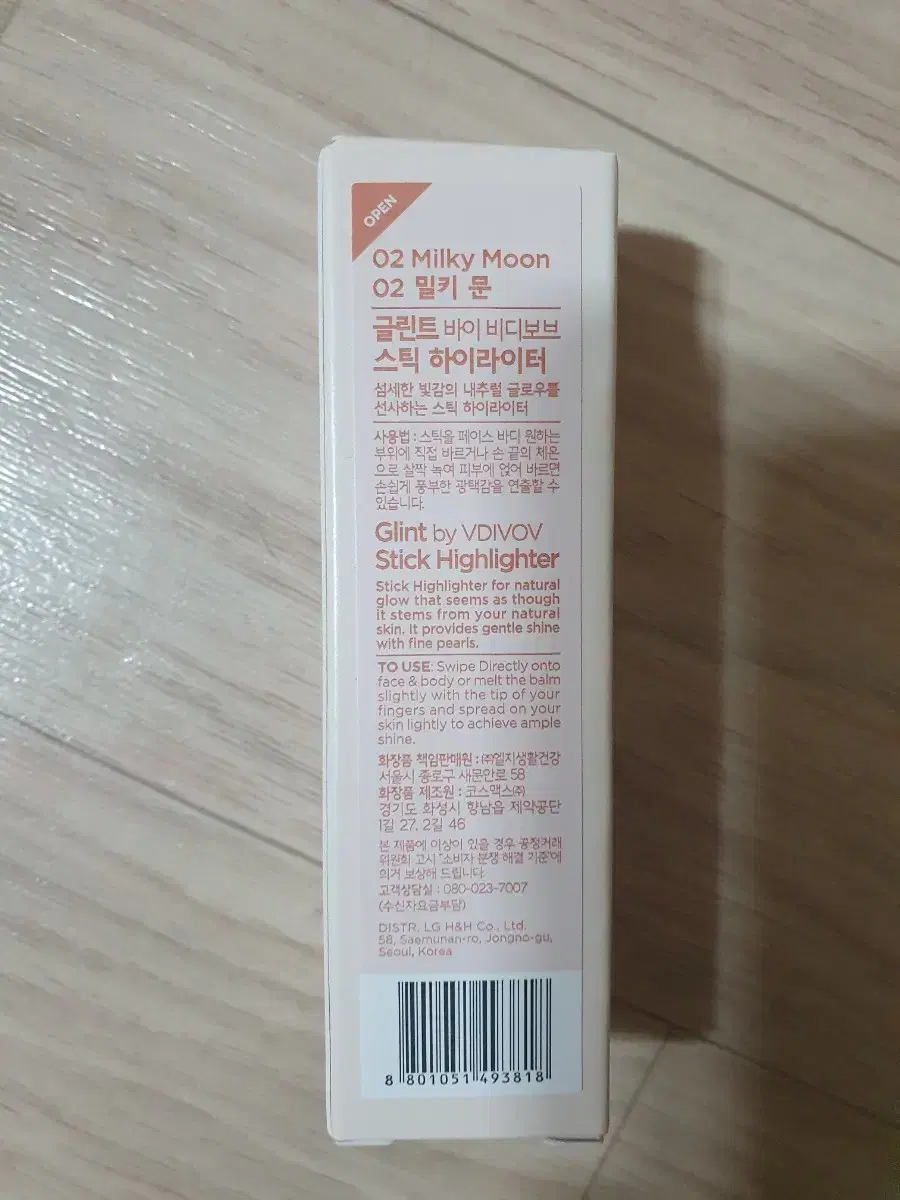 OPEN
02 Milky Moon
02 밀키 문
글린트 바이 비디보브
스틱 하이라이터
섬세한 빛감의 내추럴 글로우를
선사하는 스틱 하이라이터
사용법 : 스틱을 페이스 바디 원하는
부위에 직접 바르거나 손 끝의 체온
으로 살짝 녹여 피부에 얹어 바르면
손쉽게 풍부한 광택감을 연출할 수
있습니다.
Glint by VDIVOV
Stick Highlighter
Stick Highlighter for natural
glow that seems as though
it stems from your natural
skin. It provides gentle shine
with fine pearls.
TO USE: Swipe Directly onto
face & body or melt the balm
slightly with the tip of your
fingers and spread on your
skin lightly to achieve ample
shine.
화장품 책임판매원 : ㈜엘지생활건강
서울시 종로구 새문안로 58
화장품 제조원 : 코스맥스㈜
경기도 화성시 향남읍 제약공단
1길 27, 2길 46
본 제품에 이상이 있을 경우 공정거래
위원회 고시 "소비자 분쟁 해결 기준"에
의거 보상해 드립니다.
고객상담실 : 080-023-7007
(수신자요금부담)
DISTR. LG H&H Co., Ltd.
58, Saemunan-ro, Jongno-gu,
Seoul, Korea
8 801051 493818